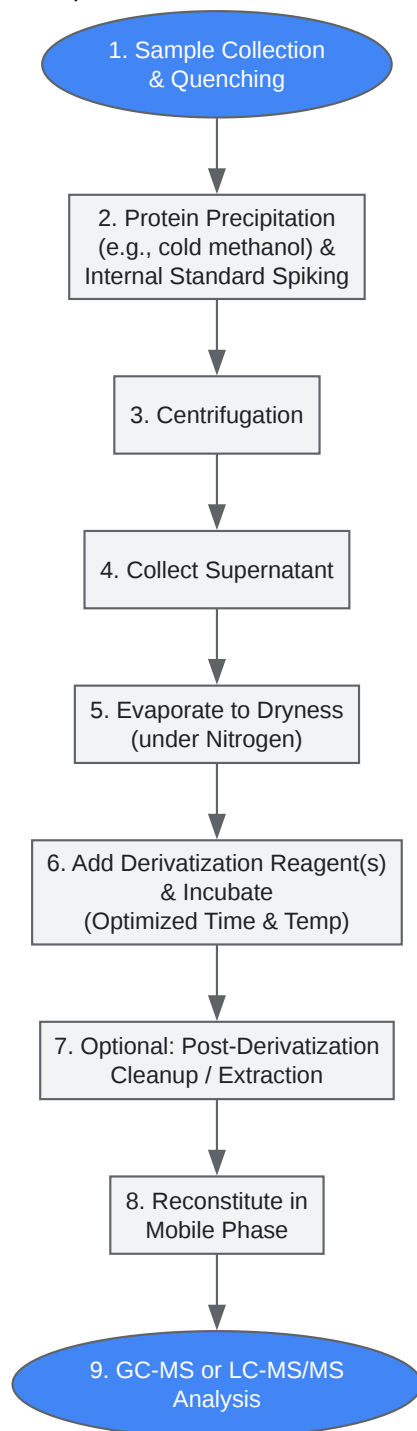 1. Sample Collection
& Quenching
2. Protein Precipitation
(e.g., cold methanol) &
Internal Standard Spiking
3. Centrifugation
4. Collect Supernatant
5. Evaporate to Dryness
(under Nitrogen)
6. Add Derivatization Reagent(s)
& Incubate
(Optimized Time & Temp)
7. Optional: Post-Derivatization
Cleanup / Extraction
8. Reconstitute in
Mobile Phase
9. GC-MS or LC-MS/MS
Analysis